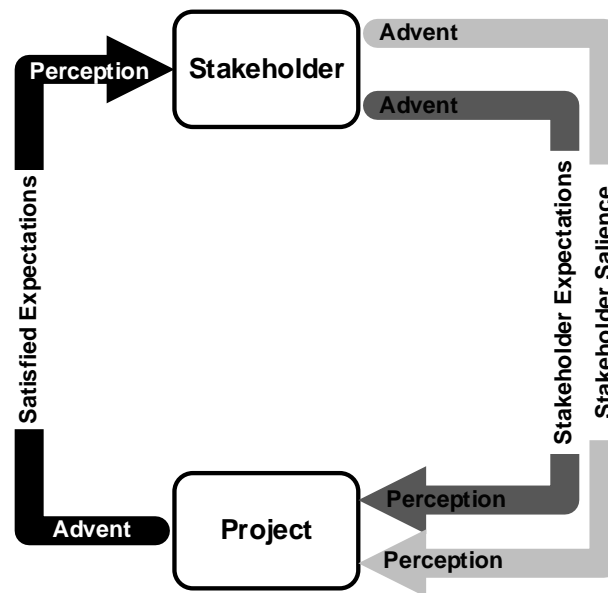 Advent
Perception
Stakeholder
Advent
Satisfied Expectations
Stakeholder Expectations
Stakeholder Salience
Perception
Advent
Project
Perception